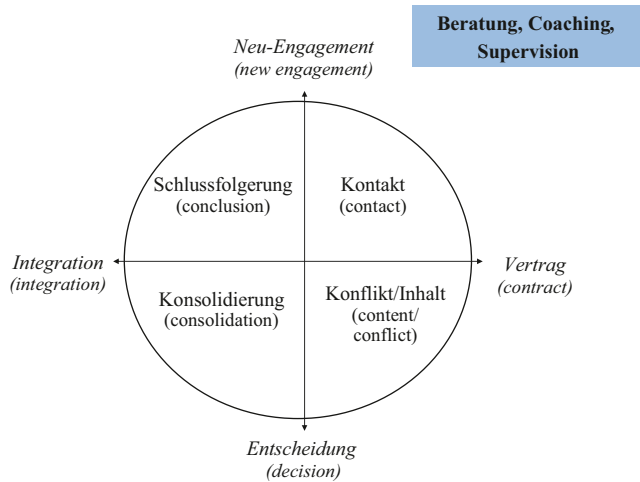 Beratung, Coaching,
Supervision
Neu-Engagement
(new engagement)
Schlussfolgerung
(conclusion)
Kontakt
(contact)
Integration
(integration)
Vertrag
(contract)
Konsolidierung
(consolidation)
Konflikt/Inhalt
(content/
conflict)
Entscheidung
(decision)